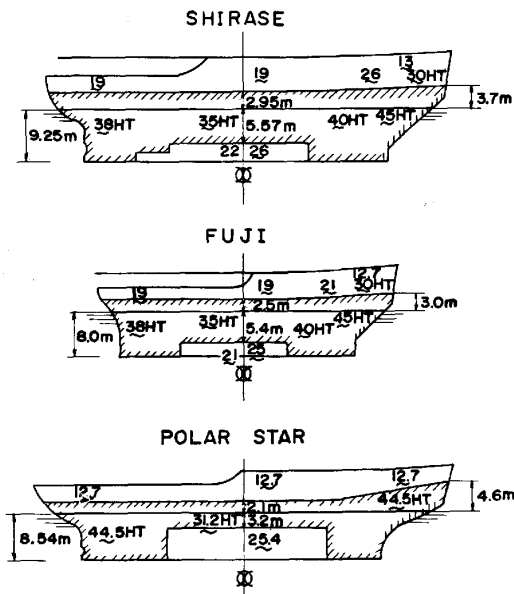 SHIRASE
13
19 19 26 30HT
2.95m 3.7m
9.25m 38HT 35HT 5.57m 40HT 45HT
22 26
FUJI
12.7
19 19 21 30HT
2.5m 3.0m
8.0m 38HT 35HT 5.4m 40HT 45HT
21 25
POLAR STAR
12.7 12.7 12.7
2.1m 44.5HT 4.6m
8.54m 44.5HT 31.2HT 3.2m
25.4